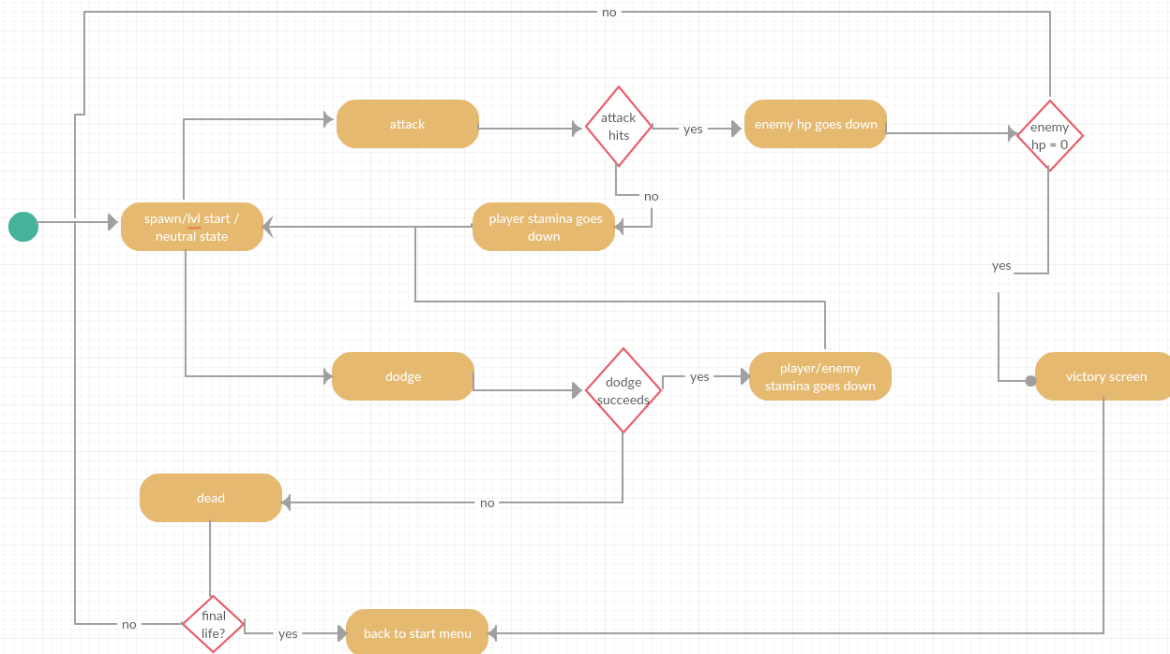 no
attack
attack
hits
yes
enemy hp goes down
enemy
hp = 0
no
spawn/lvl start /
neutral state
player stamina goes
down
yes
dodge
dodge
succeeds
yes
player/enemy
stamina goes down
victory screen
dead
no
final
life?
no
yes
back to start menu